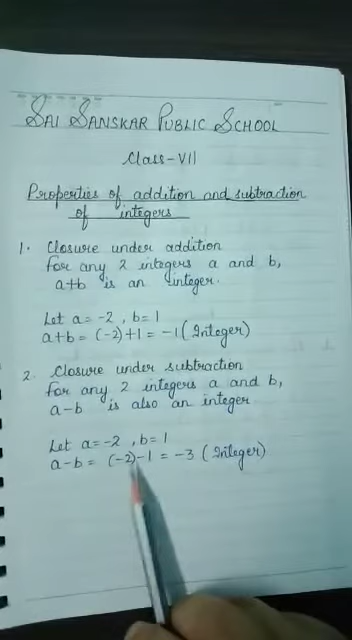 SAI SANSKAR PUBLIC SCHOOL
Class-VII
Properties of addition and subtraction
of integers
1. Closure under addition
For any 2 integers a and b,
a+b is an integer.
Let a=-2, b=1
a+b = (-2)+1 = -1 (Integer)
2. Closure under subtraction
For any 2 integers a and b,
a-b is also an integer
Let a=-2, b=1
a-b = (-2)-1 = -3 (Integer)